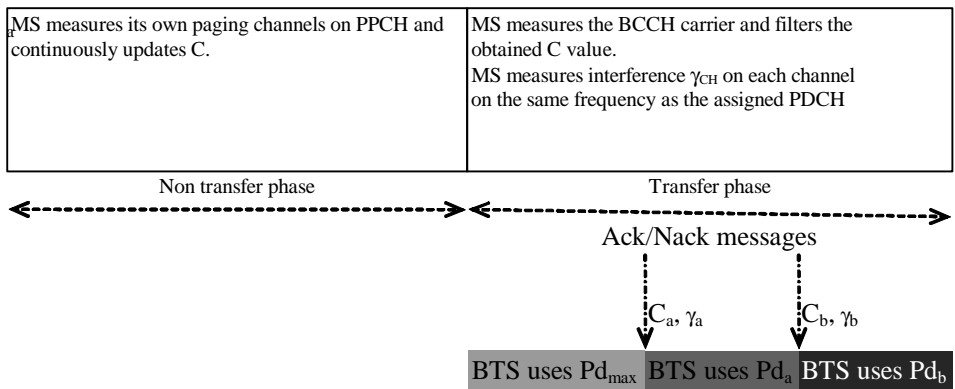 aMS measures its own paging channels on PPCH and
continuously updates C.
MS measures the BCCH carrier and filters the
obtained C value.
MS measures interference γCH on each channel
on the same frequency as the assigned PDCH
Non transfer phase
Transfer phase
Ack/Nack messages
Ca, γa
Cb, γb
BTS uses Pdmax
BTS uses Pda
BTS uses Pdb